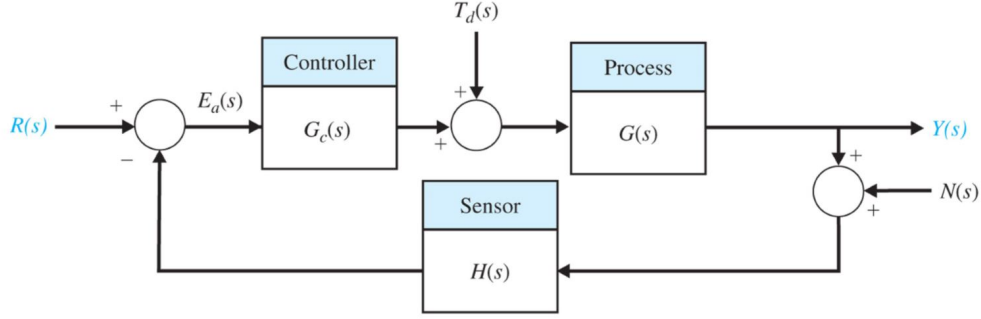 T_d(s)
Controller
Process
+
E_a(s)
+
R(s)
G_c(s)
G(s)
Y(s)
+
−
+
Sensor
N(s)
+
H(s)